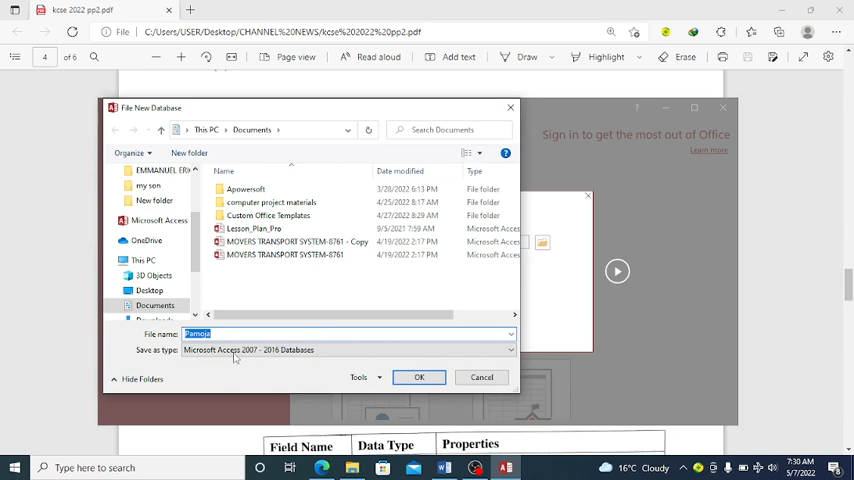 kcse 2022 pp2.pdf
File
C:/Users/USER/Desktop/CHANNEL%20NEWS/kcse%202022%20pp2.pdf
4 of 6
Page view
Read aloud
Add text
Draw
Highlight
Erase
File New Database
This PC > Documents >
Search Documents
Organize
New folder
Name
Date modified
Type
my son
New folder
Microsoft Access
OneDrive
This PC
3D Objects
Desktop
Documents
Apowersoft 3/28/2022 6:13 PM File folder
computer project materials 4/25/2022 8:17 AM File folder
Custom Office Templates 4/27/2022 8:29 AM File folder
Lesson_Plan_Pro 9/5/2021 7:59 AM Microsoft Acces
MOVERS TRANSPORT SYSTEM-8761 - Copy 4/19/2022 2:17 PM Microsoft Acces
MOVERS TRANSPORT SYSTEM-8761 4/19/2022 2:17 PM Microsoft Acces
File name: Pamoja
Save as type: Microsoft Access 2007 - 2016 Databases
Hide Folders
Tools
OK
Cancel
Sign in to get the most out of Office
Learn more
Field Name
Data Type
Properties
Type here to search
16°C Cloudy
7:30 AM
5/7/2022